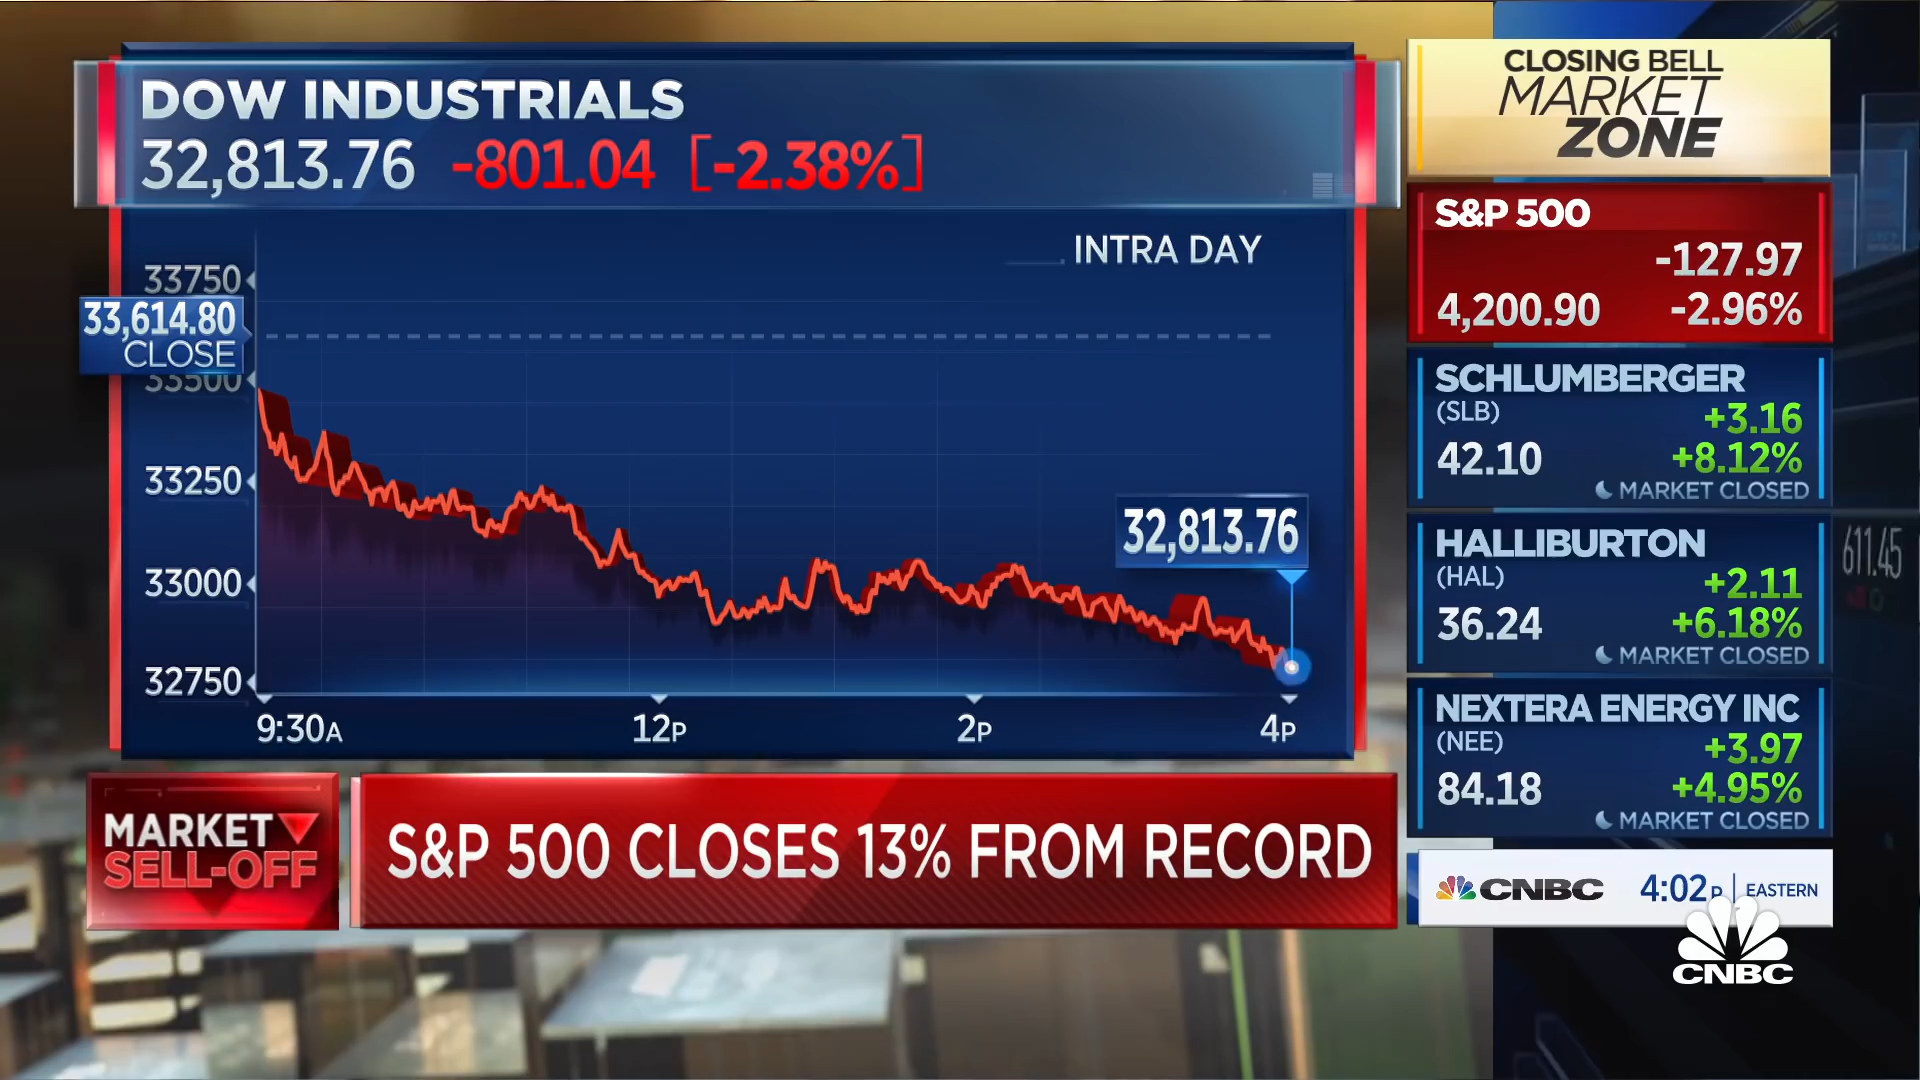 DOW INDUSTRIALS
32,813.76 -801.04 [-2.38%]
INTRA DAY
33750
33,614.80
CLOSE
33500
33250
33000
32750
32,813.76
9:30A 12P 2P 4P
MARKET
SELL-OFF
S&P 500 CLOSES 13% FROM RECORD
CLOSING BELL
MARKET
ZONE
S&P 500
-127.97
4,200.90 -2.96%
SCHLUMBERGER
(SLB) +3.16
42.10 +8.12%
MARKET CLOSED
HALLIBURTON
(HAL) +2.11
36.24 +6.18%
MARKET CLOSED
NEXTERA ENERGY INC
(NEE) +3.97
84.18 +4.95%
MARKET CLOSED
CNBC 4:02P EASTERN
CNBC
611.45